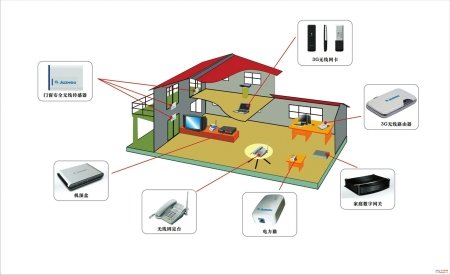 3G无线网卡
门窗安全无线传感器
3G无线路由器
机顶盒
无线固定台
电力猫
家庭数字网关